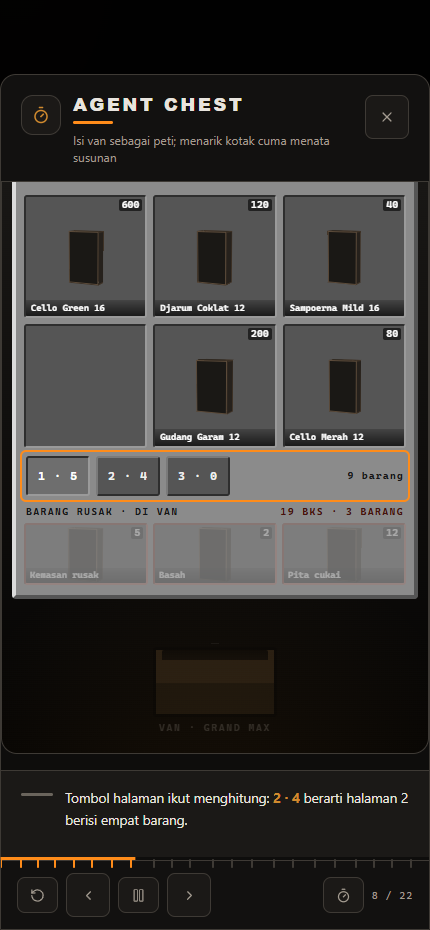 AGENT CHEST
Isi van sebagai peti; menarik kotak cuma menata
susunan
600
120
40
Cello Green 16
Djarum Coklat 12
Sampoerna Mild 16
200
80
Gudang Garam 12
Cello Merah 12
1 · 5
2 · 4
3 · 0
9 barang
BARANG RUSAK · DI VAN
19 BKS · 3 BARANG
5
2
12
Kemasan rusak
Basah
Pita cukai
VAN · GRAND MAX
Tombol halaman ikut menghitung: 2 · 4 berarti halaman 2
berisi empat barang.
8 / 22